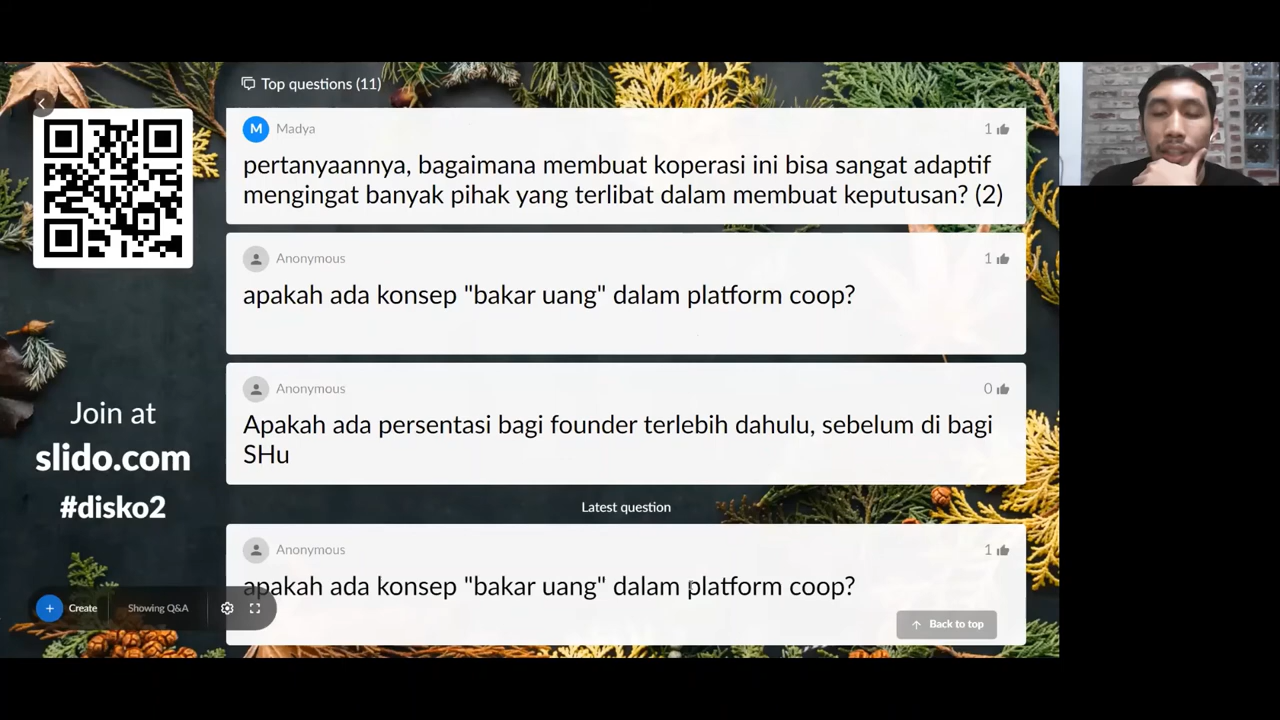 Top questions (11)
M Madya
1
pertanyaannya, bagaimana membuat koperasi ini bisa sangat adaptif
mengingat banyak pihak yang terlibat dalam membuat keputusan? (2)
Anonymous
1
apakah ada konsep "bakar uang" dalam platform coop?
Anonymous
0
Apakah ada persentasi bagi founder terlebih dahulu, sebelum di bagi
SHu
Latest question
Anonymous
1
apakah ada konsep "bakar uang" dalam platform coop?
Back to top
Join at
slido.com
#disko2
Create
Showing Q&A